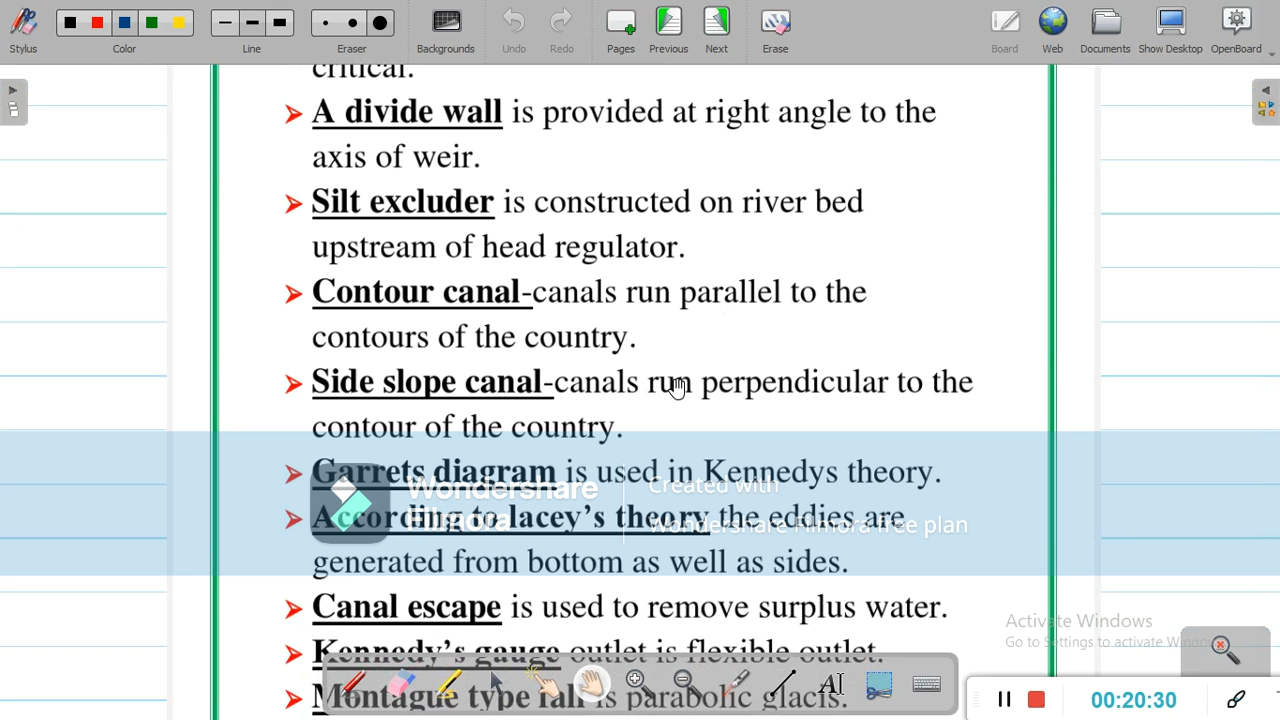 Stylus Color Line Eraser Backgrounds Undo Redo Pages Previous Next Erase Board Web Documents Show Desktop OpenBoard
critical.
A divide wall is provided at right angle to the
axis of weir.
Silt excluder is constructed on river bed
upstream of head regulator.
Contour canal-canals run parallel to the
contours of the country.
Side slope canal-canals run perpendicular to the
contour of the country.
Garrets diagram is used in Kennedys theory.
Wondershare
Filmora
Created with
Wondershare Filmora free plan
According to lacey's theory the eddies are
generated from bottom as well as sides.
Canal escape is used to remove surplus water.
Activate Windows
Go to Settings to activate Windows.
Kennedy's gauge outlet is flexible outlet.
Montague type fall is parabolic glacis.
00:20:30